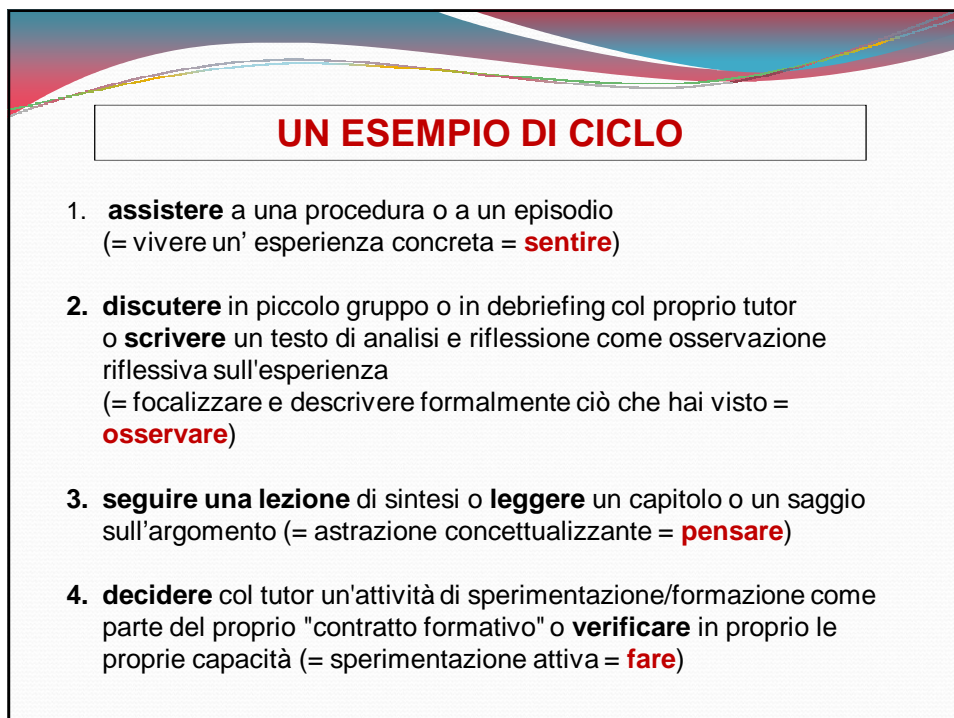 UN ESEMPIO DI CICLO
1. assistere a una procedura o a un episodio
(= vivere un' esperienza concreta = sentire)
2. discutere in piccolo gruppo o in debriefing col proprio tutor
o scrivere un testo di analisi e riflessione come osservazione
riflessiva sull'esperienza
(= focalizzare e descrivere formalmente ciò che hai visto =
osservare)
3. seguire una lezione di sintesi o leggere un capitolo o un saggio
sull’argomento (= astrazione concettualizzante = pensare)
4. decidere col tutor un'attività di sperimentazione/formazione come
parte del proprio "contratto formativo" o verificare in proprio le
proprie capacità (= sperimentazione attiva = fare)